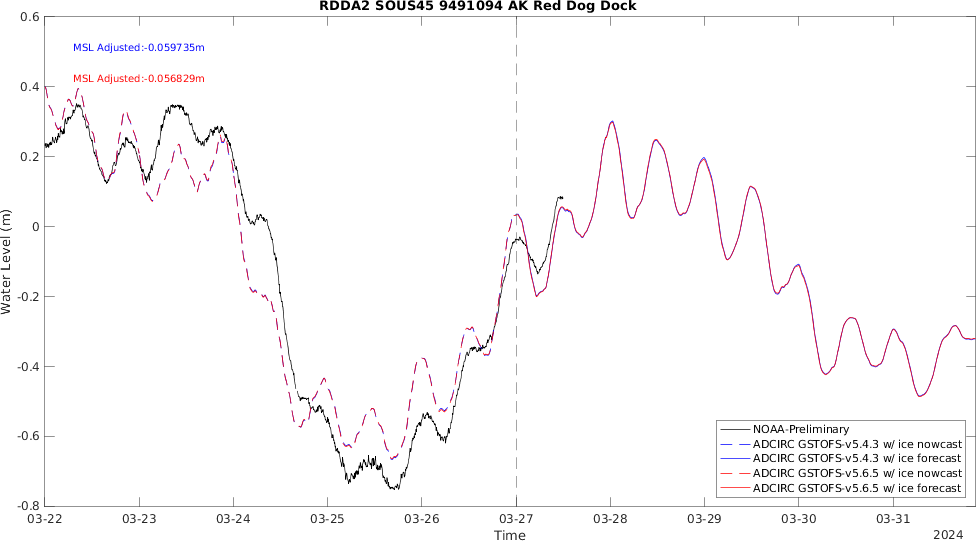 RDDA2 SOUS45 9491094 AK Red Dog Dock
MSL Adjusted:-0.059735m
MSL Adjusted:-0.056829m
Water Level (m)
0.6
0.4
0.2
0
-0.2
-0.4
-0.6
-0.8
NOAA-Preliminary
ADCIRC GSTOFS-v5.4.3 w/ ice nowcast
ADCIRC GSTOFS-v5.4.3 w/ ice forecast
ADCIRC GSTOFS-v5.6.5 w/ ice nowcast
ADCIRC GSTOFS-v5.6.5 w/ ice forecast
03-22 03-23 03-24 03-25 03-26 03-27 03-28 03-29 03-30 03-31
Time
2024